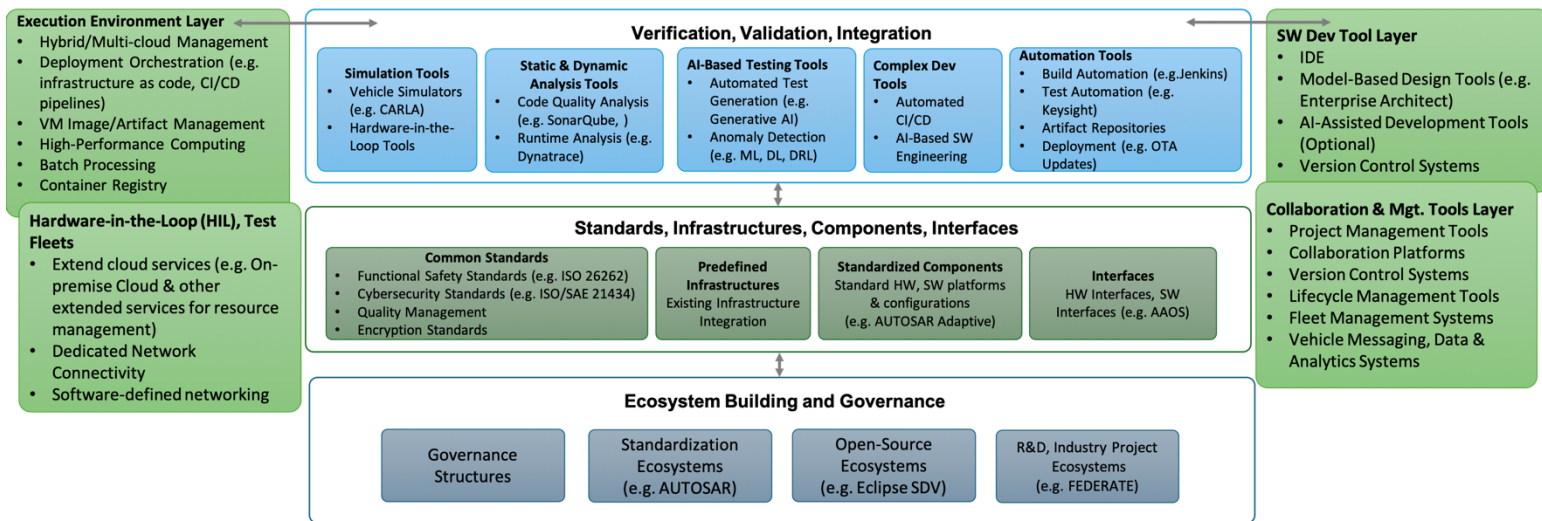 Execution Environment Layer
• Hybrid/Multi-cloud Management
• Deployment Orchestration (e.g.
infrastructure as code, CI/CD
pipelines)
• VM Image/Artifact Management
• High-Performance Computing
• Batch Processing
• Container Registry
Hardware-in-the-Loop (HIL), Test
Fleets
• Extend cloud services (e.g. On-
premise Cloud & other
extended services for resource
management)
• Dedicated Network
Connectivity
• Software-defined networking
Verification, Validation, Integration
Simulation Tools
• Vehicle Simulators
(e.g. CARLA)
• Hardware-in-the-
Loop Tools
Static & Dynamic
Analysis Tools
• Code Quality Analysis
(e.g. SonarQube, )
• Runtime Analysis (e.g.
Dynatrace)
AI-Based Testing Tools
• Automated Test
Generation (e.g.
Generative AI)
• Anomaly Detection
(e.g. ML, DL, DRL)
Complex Dev
Tools
• Automated
CI/CD
• AI-Based SW
Engineering
Automation Tools
• Build Automation (e.g.Jenkins)
• Test Automation (e.g.
Keysight)
• Artifact Repositories
• Deployment (e.g. OTA
Updates)
Standards, Infrastructures, Components, Interfaces
Common Standards
• Functional Safety Standards (e.g. ISO 26262)
• Cybersecurity Standards (e.g. ISO/SAE 21434)
• Quality Management
• Encryption Standards
Predefined
Infrastructures
Existing Infrastructure
Integration
Standardized Components
Standard HW, SW platforms
& configurations
(e.g. AUTOSAR Adaptive)
Interfaces
HW Interfaces, SW
Interfaces (e.g. AAOS)
Ecosystem Building and Governance
Governance
Structures
Standardization
Ecosystems
(e.g. AUTOSAR)
Open-Source
Ecosystems
(e.g. Eclipse SDV)
R&D, Industry Project
Ecosystems
(e.g. FEDERATE)
SW Dev Tool Layer
• IDE
• Model-Based Design Tools (e.g.
Enterprise Architect)
• AI-Assisted Development Tools
(Optional)
• Version Control Systems
Collaboration & Mgt. Tools Layer
• Project Management Tools
• Collaboration Platforms
• Version Control Systems
• Lifecycle Management Tools
• Fleet Management Systems
• Vehicle Messaging, Data &
Analytics Systems